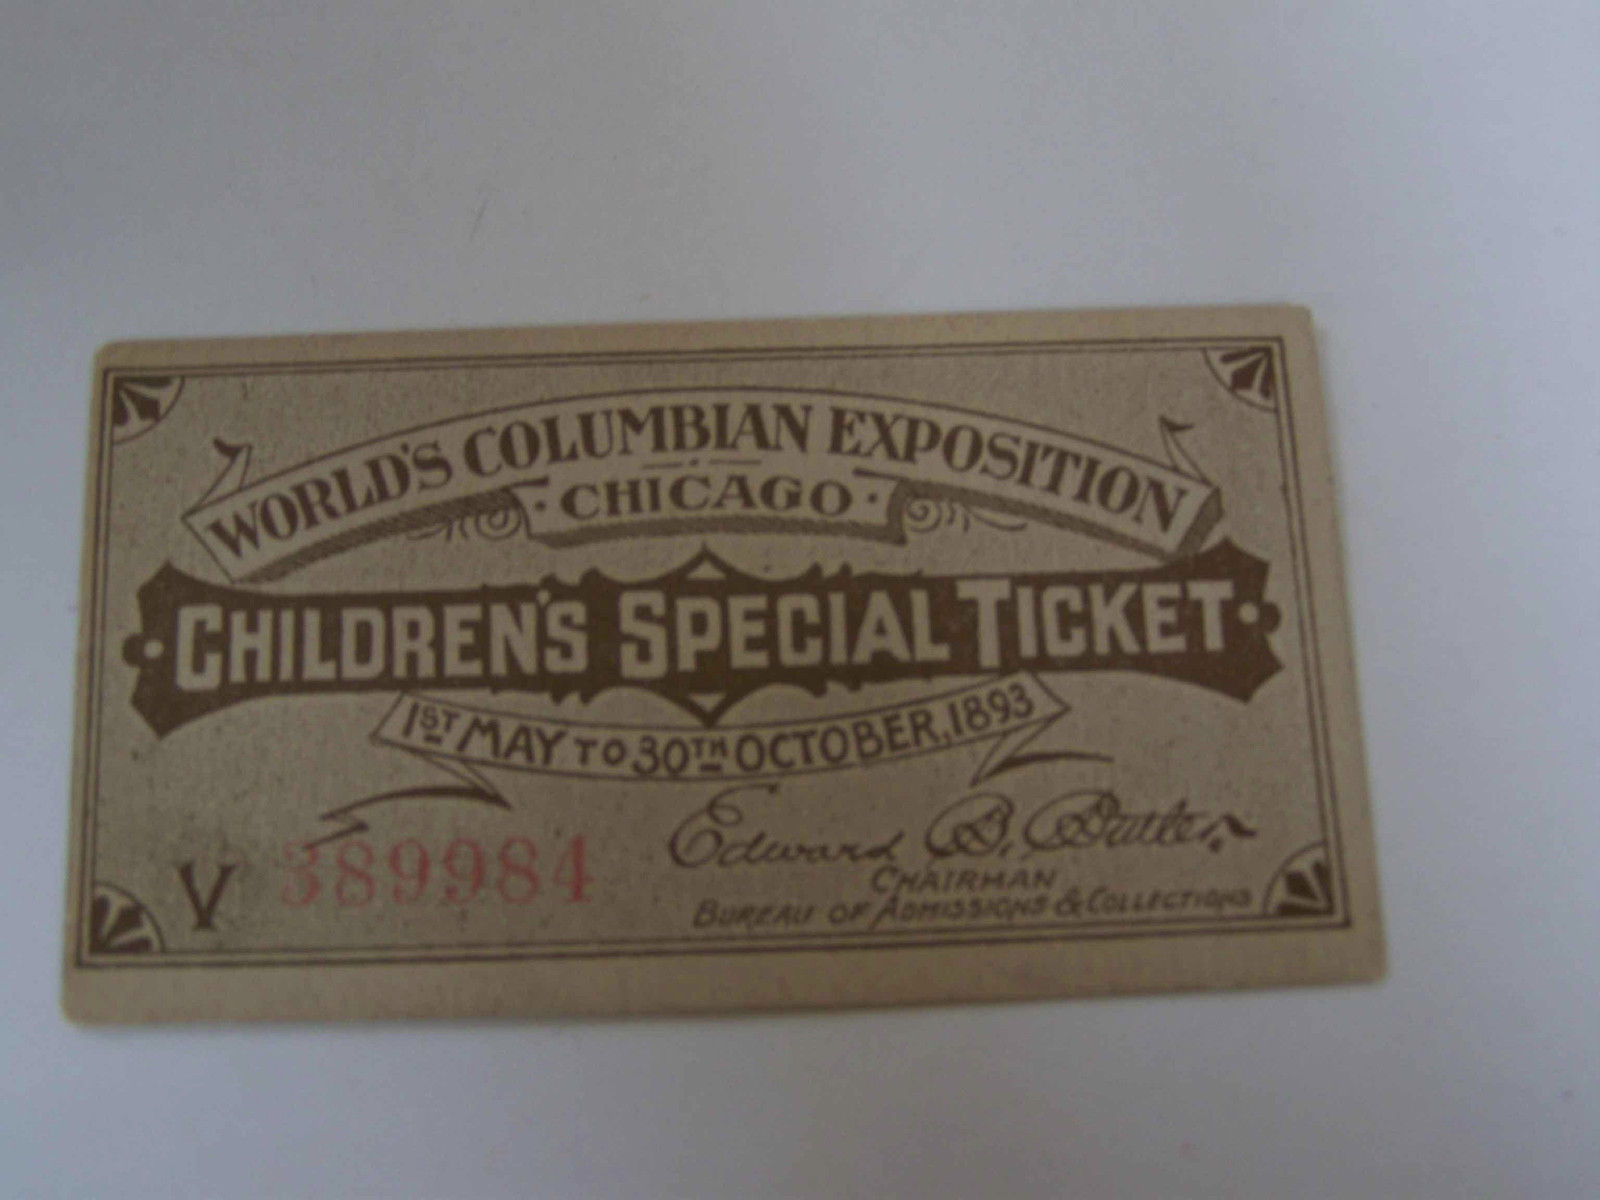 WORLD'S COLUMBIAN EXPOSITION
· CHICAGO ·
· CHILDREN'S SPECIAL TICKET ·
1ST MAY TO 30TH OCTOBER, 1893
V 389984
Edward B. Butler
CHAIRMAN
BUREAU OF ADMISSIONS & COLLECTIONS